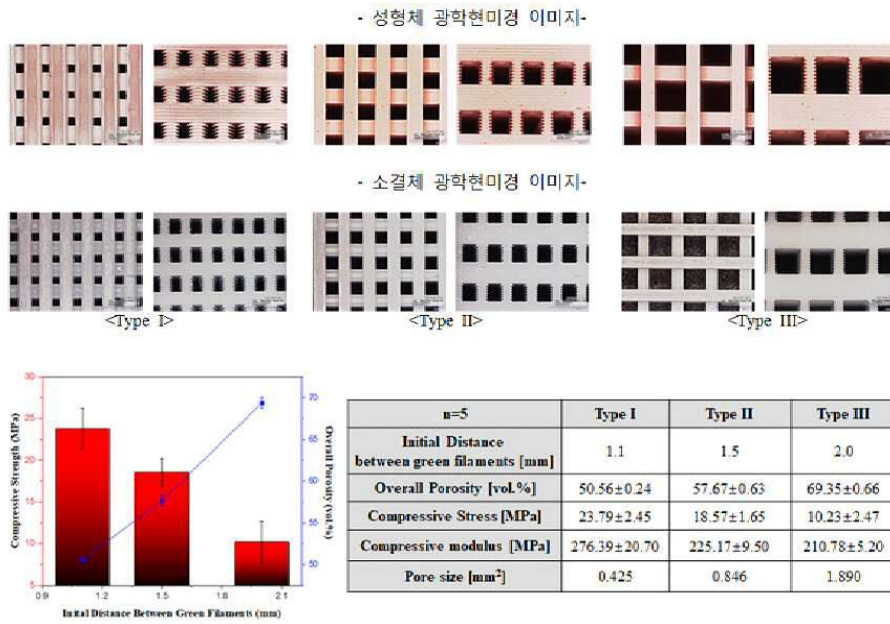 - 성형체 광학현미경 이미지-
- 소결체 광학현미경 이미지-
<Type I>
<Type II>
<Type III>
30
25
20
15
10
5
Compressive Strength (MPa)
70
65
60
55
50
Overall Porosity (vol.%)
0.9 1.2 1.5 1.8 2.1
Inital Distance Between Green Filaments (mm)
n=5 Type I Type II Type III
Initial Distance
between green filaments [mm] 1.1 1.5 2.0
Overall Porosity [vol.%] 50.56±0.24 57.67±0.63 69.35±0.66
Compressive Stress [MPa] 23.79±2.45 18.57±1.65 10.23±2.47
Compressive modulus [MPa] 276.39±20.70 225.17±9.50 210.78±5.20
Pore size [mm²] 0.425 0.846 1.890